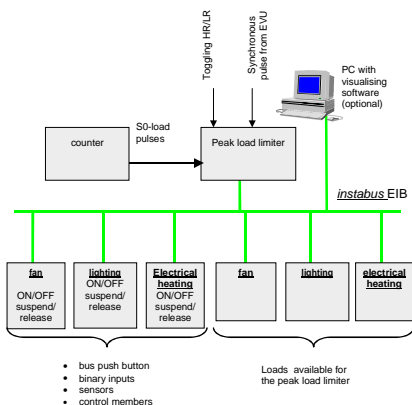 Toggling HR/LR
Synchronous
pulse from EVU
PC with
visualising
software
(optional)
S0-load
pulses
counter
Peak load limiter
instabus EIB
fan
ON/OFF
suspend/
release
lighting
ON/OFF
suspend/
release
Electrical
heating
ON/OFF
suspend/
release
fan
lighting
electrical
heating
• bus push button
• binary inputs
• sensors
• control members
Loads available for
the peak load limiter